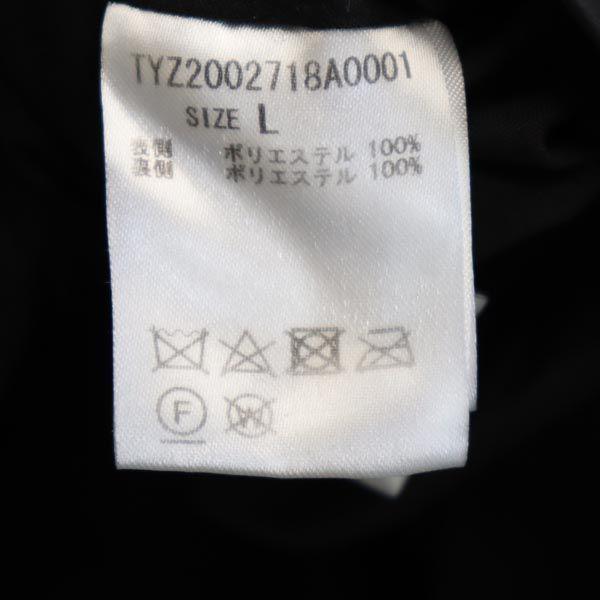 TYZ2002718A0001
SIZE L
表側 ポリエステル 100%
裏側 ポリエステル 100%
F
W